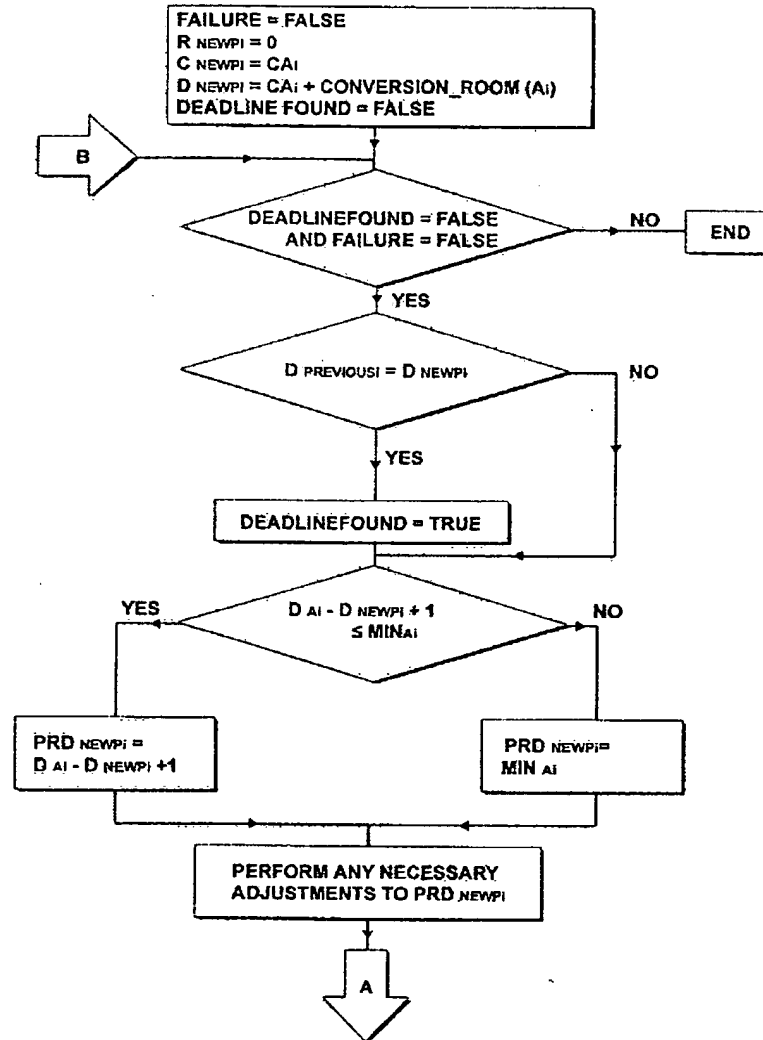 FAILURE = FALSE
R NEWPi = 0
C NEWPi = CAi
D NEWPi = CAi + CONVERSION_ROOM (Ai)
DEADLINE FOUND = FALSE
B
DEADLINEFOUND = FALSE
AND FAILURE = FALSE
NO
END
YES
D PREVIOUSi = D NEWPi
NO
YES
DEADLINEFOUND = TRUE
YES
D Ai - D NEWPi + 1
≤ MINAi
NO
PRD NEWPi =
D Ai - D NEWPi +1
PRD NEWPi=
MIN Ai
PERFORM ANY NECESSARY
ADJUSTMENTS TO PRD NEWPi
A